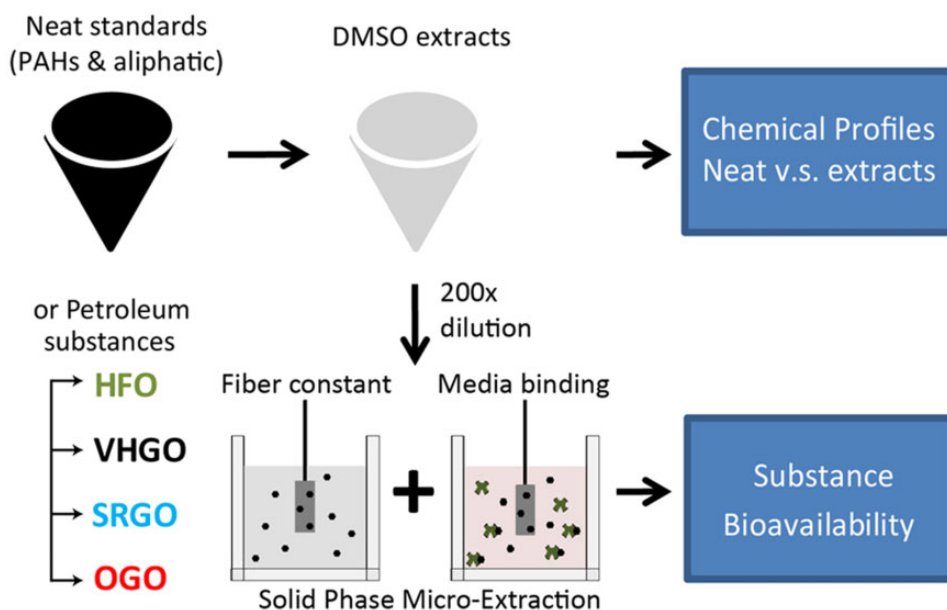 Neat standards
(PAHs & aliphatic)
DMSO extracts
Chemical Profiles
Neat v.s. extracts
200x
dilution
or Petroleum
substances
HFO
VHGO
SRGO
OGO
Fiber constant
Media binding
+
Solid Phase Micro-Extraction
Substance
Bioavailability